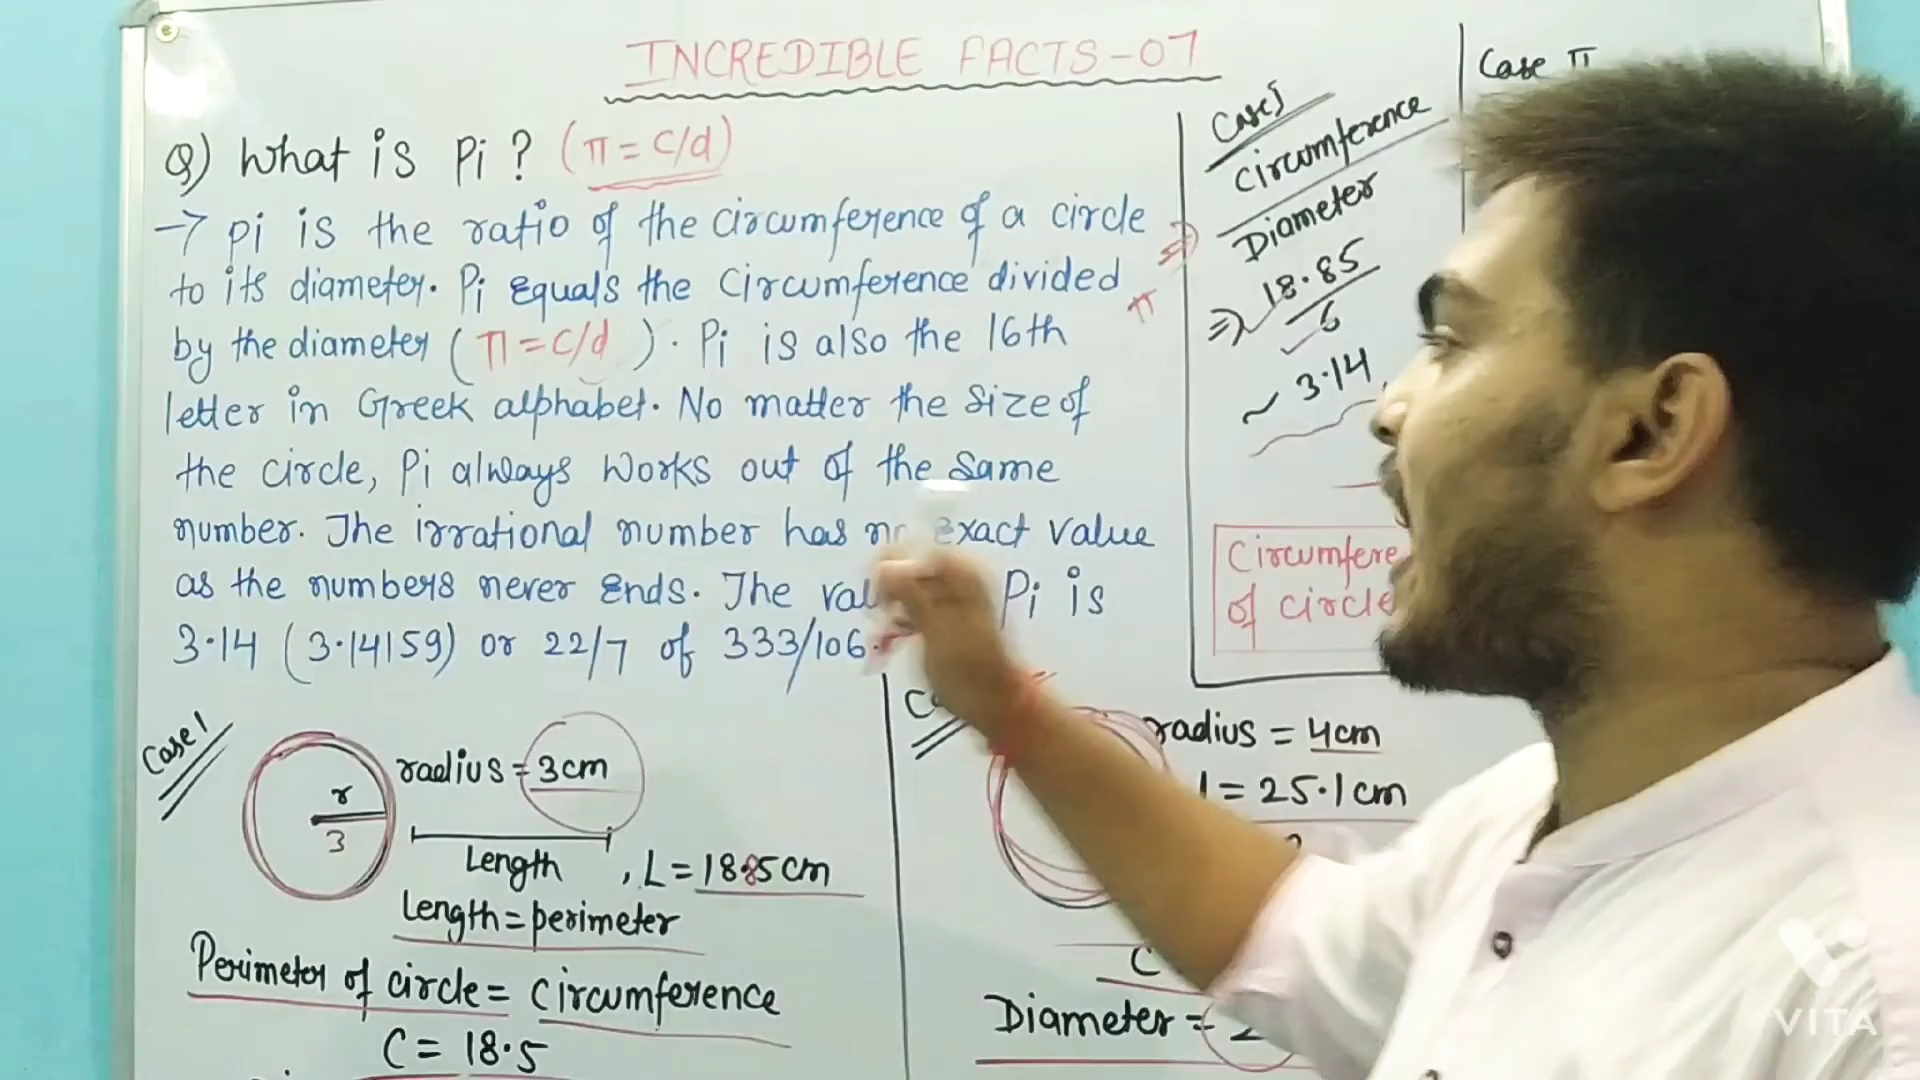 INCREDIBLE FACTS-07
Q) What is Pi? (π = C/d)
→ Pi is the ratio of the circumference of a circle
to its diameter. Pi Equals the Circumference divided
by the diameter (π = C/d). Pi is also the 16th
letter in Greek alphabet. No matter the size of
the circle, Pi always works out of the same
number. The irrational number has no exact value
as the numbers never Ends. The Pi is
3.14 (3.14159) or 22/7 of 333/106.
Case I
Circumference
Diameter
⇒ π
⇒ 18.85
6
~ 3.14
Case II
of circle
Case 1
r
3
radius = 3cm
Length , L = 18.85cm
Length = perimeter
Perimeter of circle = Circumference
C = 18.5
radius = 4cm
= 25.1cm
C
Diameter = 2
VITA